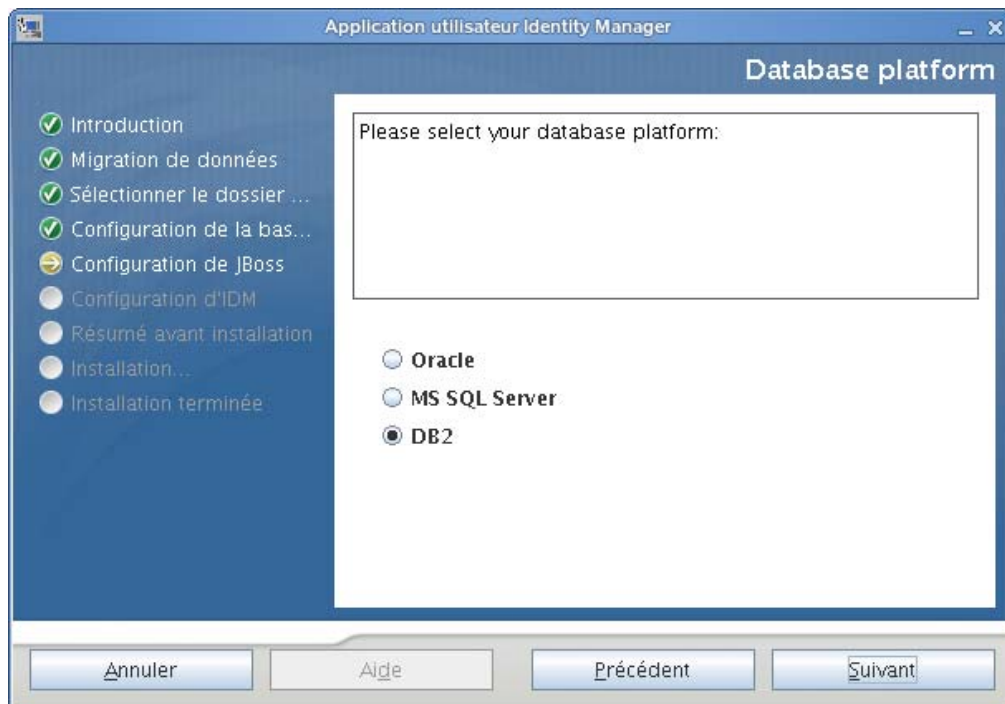 Application utilisateur Identity Manager
Database platform
Introduction
Migration de données
Sélectionner le dossier ...
Configuration de la bas...
Configuration de JBoss
Configuration d'IDM
Résumé avant installation
Installation...
Installation terminée
Please select your database platform:
Oracle
MS SQL Server
DB2
Annuler
Aide
Précédent
Suivant